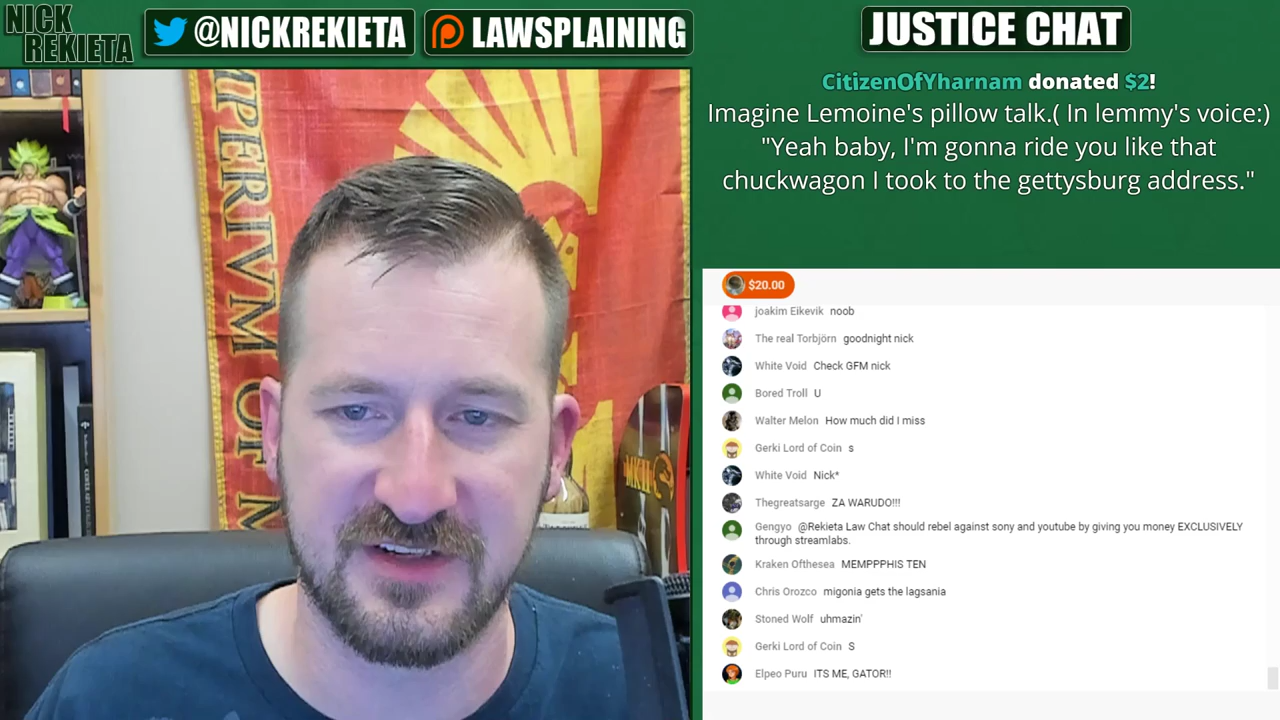 NICK
REKIETA
@NICKREKIETA
LAWSPLAINING
JUSTICE CHAT
CitizenOfYharnam donated $2!
Imagine Lemoine's pillow talk.( In lemmy's voice:)
"Yeah baby, I'm gonna ride you like that
chuckwagon I took to the gettysburg address."
IMPERIVM OF M
MKII
$20.00
joakim Eikevik noob
The real Torbjörn goodnight nick
White Void Check GFM nick
Bored Troll U
Walter Melon How much did I miss
Gerki Lord of Coin s
White Void Nick*
Thegreatsarge ZA WARUDO!!!
Gengyo @Rekieta Law Chat should rebel against sony and youtube by giving you money EXCLUSIVELY
through streamlabs.
Kraken Ofthesea MEMPPPHIS TEN
Chris Orozco migonia gets the lagsania
Stoned Wolf uhmazin'
Gerki Lord of Coin S
Elpeo Puru ITS ME, GATOR!!